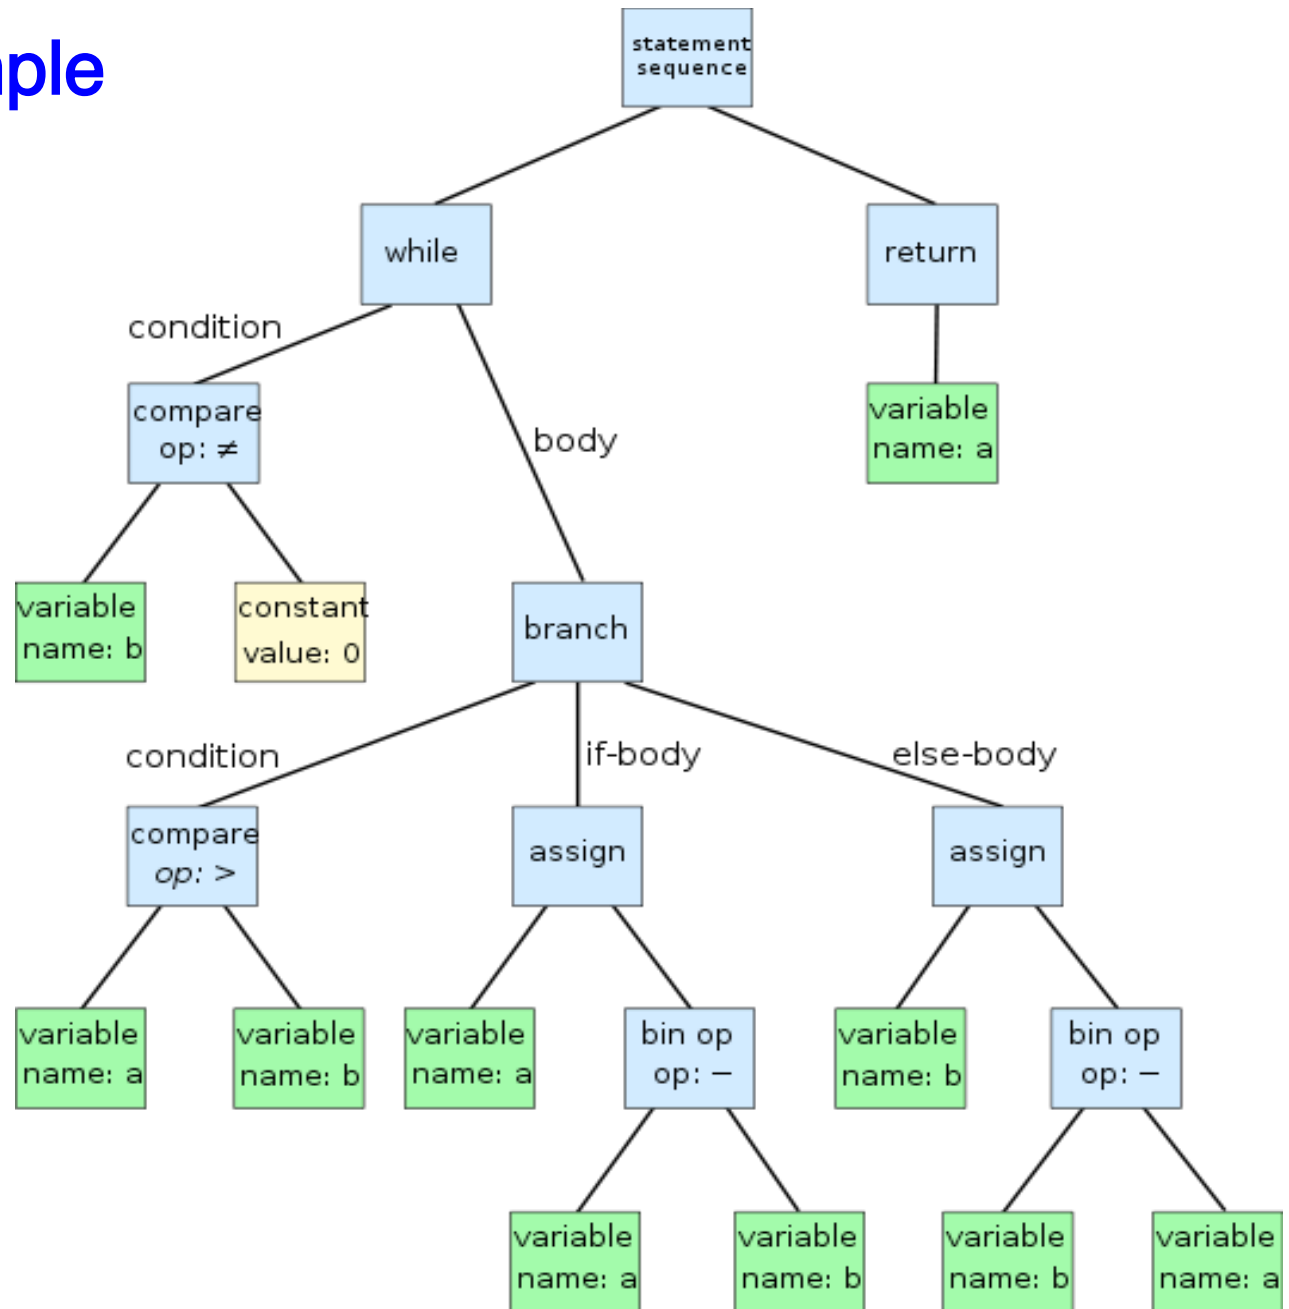 mple
statement
sequence
while
return
condition
compare
op: ≠
body
variable
name: a
variable
name: b
constant
value: 0
branch
condition
if-body
else-body
compare
op: >
assign
assign
variable
name: a
variable
name: b
variable
name: a
bin op
op: −
variable
name: b
bin op
op: −
variable
name: a
variable
name: b
variable
name: b
variable
name: a